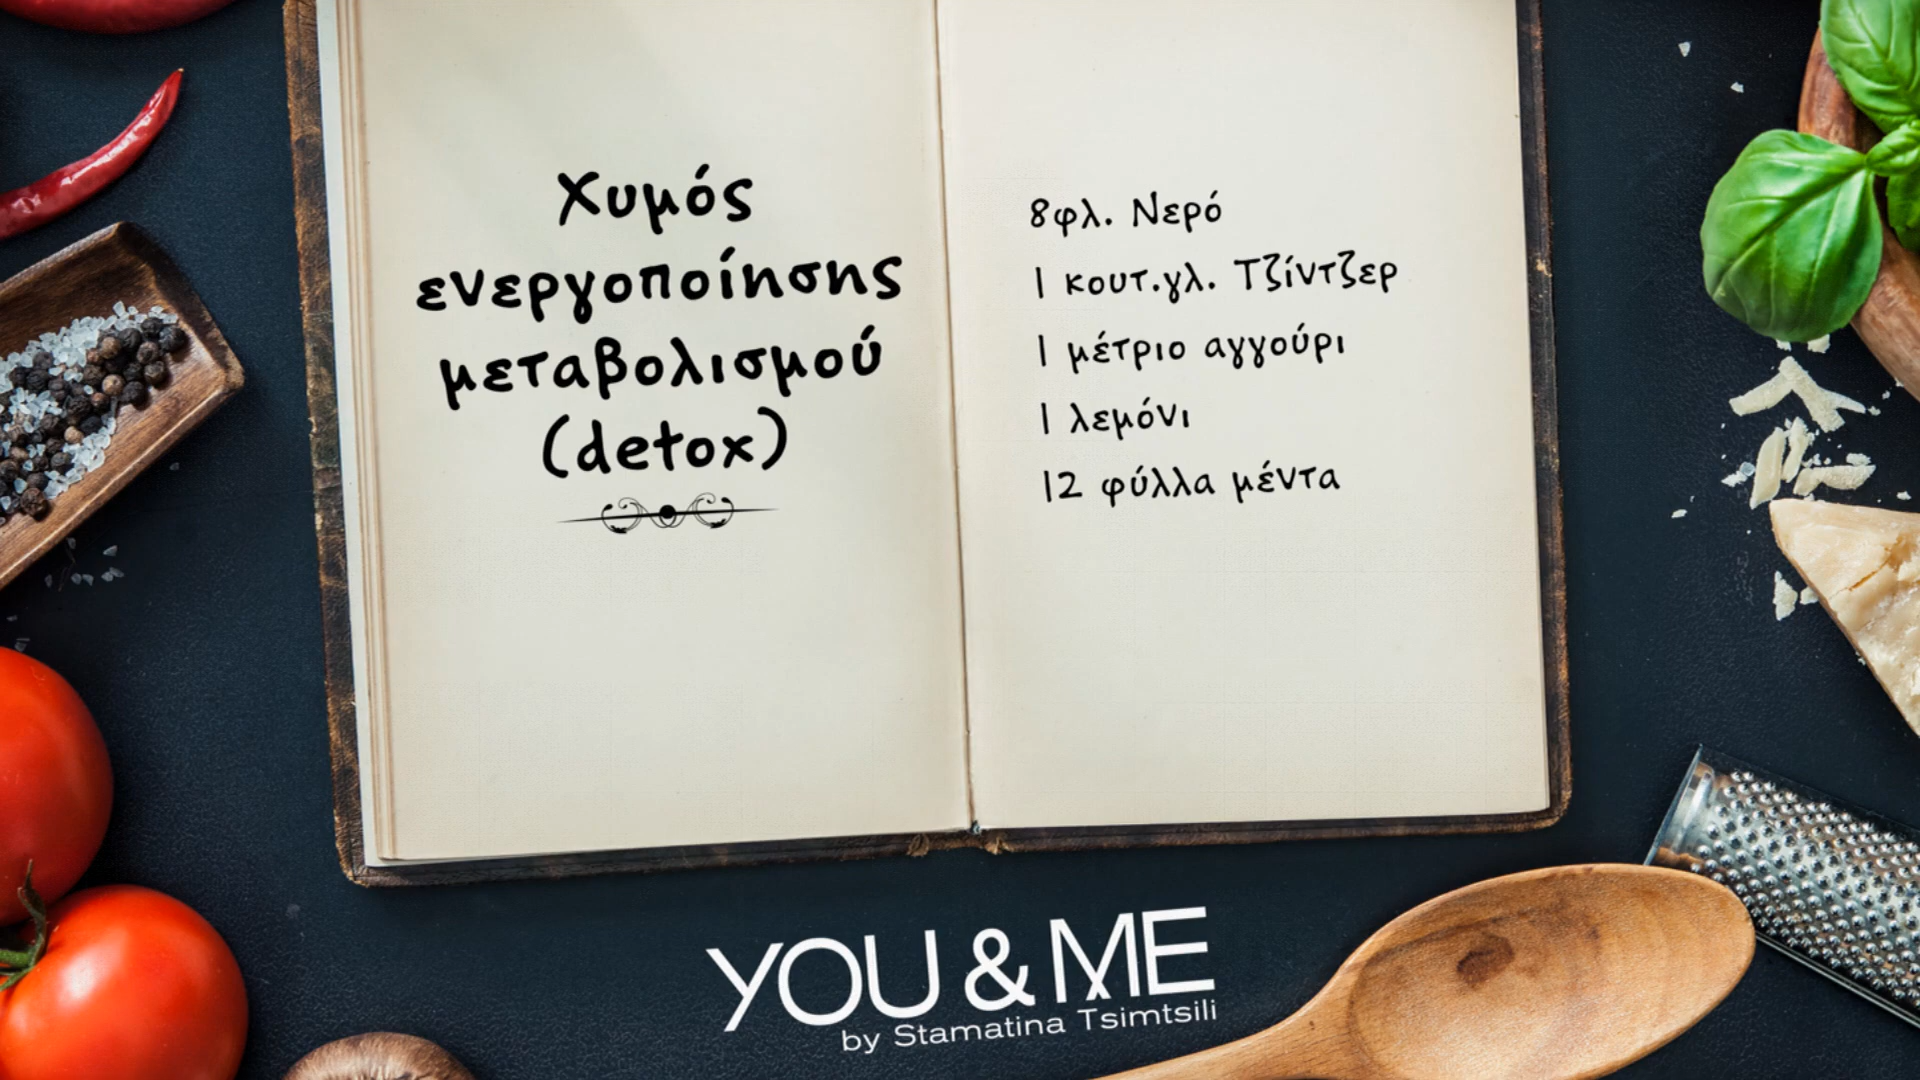 Χυμός
ενεργοποίησης
μεταβολισμού
(detox)
8φλ. Νερό
1 κουτ.γλ. Τζίντζερ
1 μέτριο αγγούρι
1 λεμόνι
12 φύλλα μέντα
YOU & ME
by Stamatina Tsimtsili